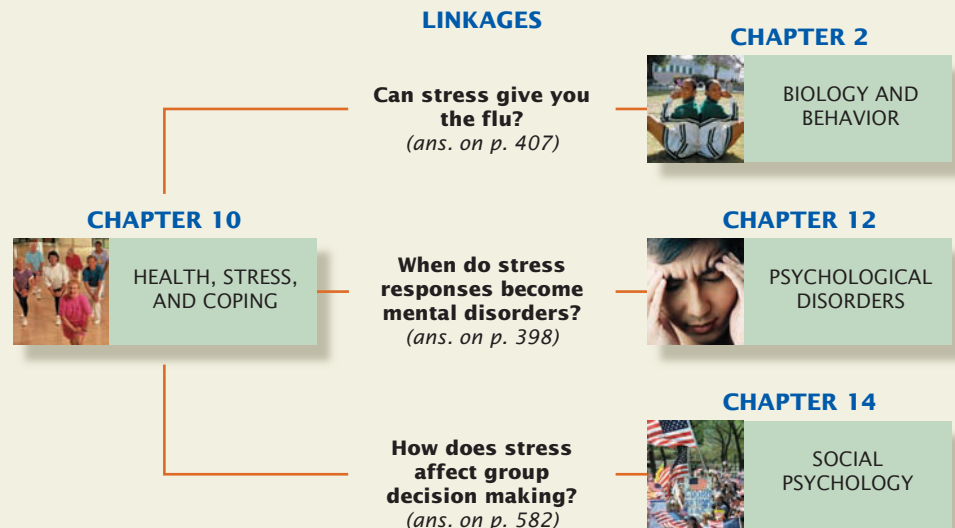 LINKAGES
CHAPTER 2
Can stress give you
the flu?
(ans. on p. 407)
BIOLOGY AND
BEHAVIOR
CHAPTER 10
HEALTH, STRESS,
AND COPING
CHAPTER 12
When do stress
responses become
mental disorders?
(ans. on p. 398)
PSYCHOLOGICAL
DISORDERS
CHAPTER 14
How does stress
affect group
decision making?
(ans. on p. 582)
SOCIAL
PSYCHOLOGY